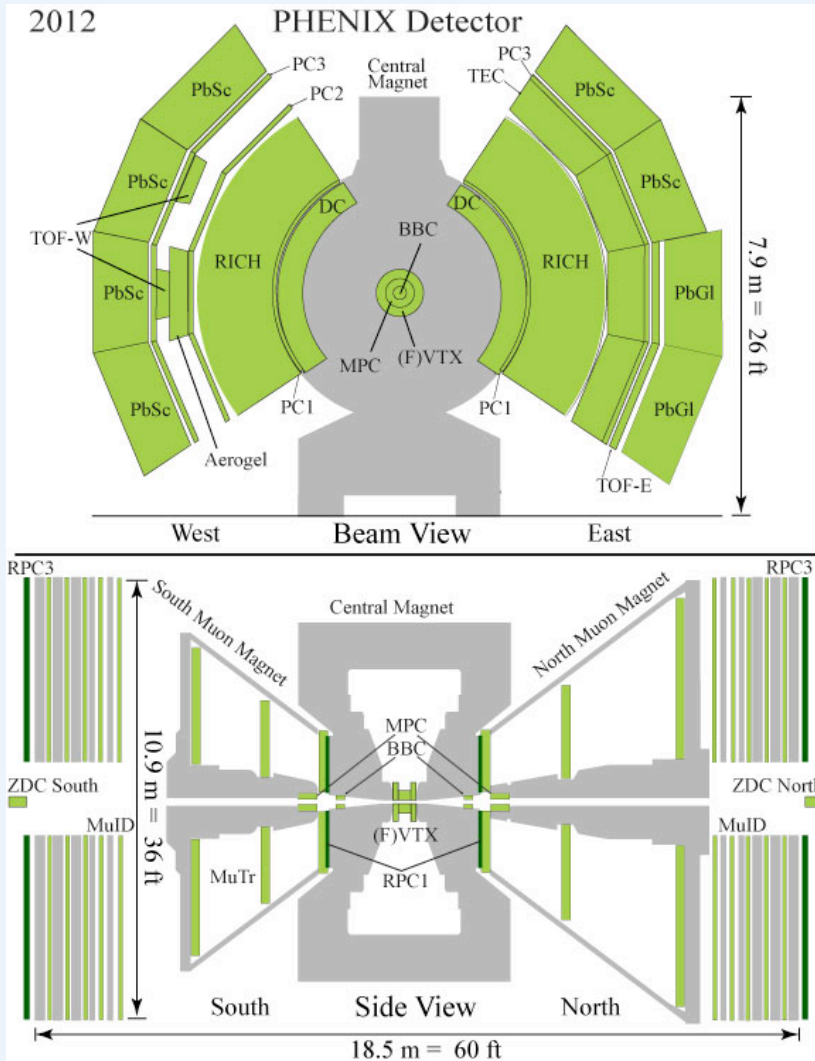 2012
PHENIX Detector
PbSc
PC3
PC2
Central
Magnet
PC3
TEC
PbSc
PbSc
PbSc
DC
DC
BBC
TOF-W
RICH
RICH
PbSc
PbGl
MPC
(F)VTX
PbSc
PbGl
PC1
PC1
Aerogel
TOF-E
7.9 m = 26 ft
West
Beam View
East
RPC3
RPC3
South Muon Magnet
Central Magnet
North Muon Magnet
MPC
BBC
10.9 m = 36 ft
ZDC South
ZDC North
MuID
(F)VTX
MuID
MuTr
RPC1
South
Side View
North
18.5 m = 60 ft